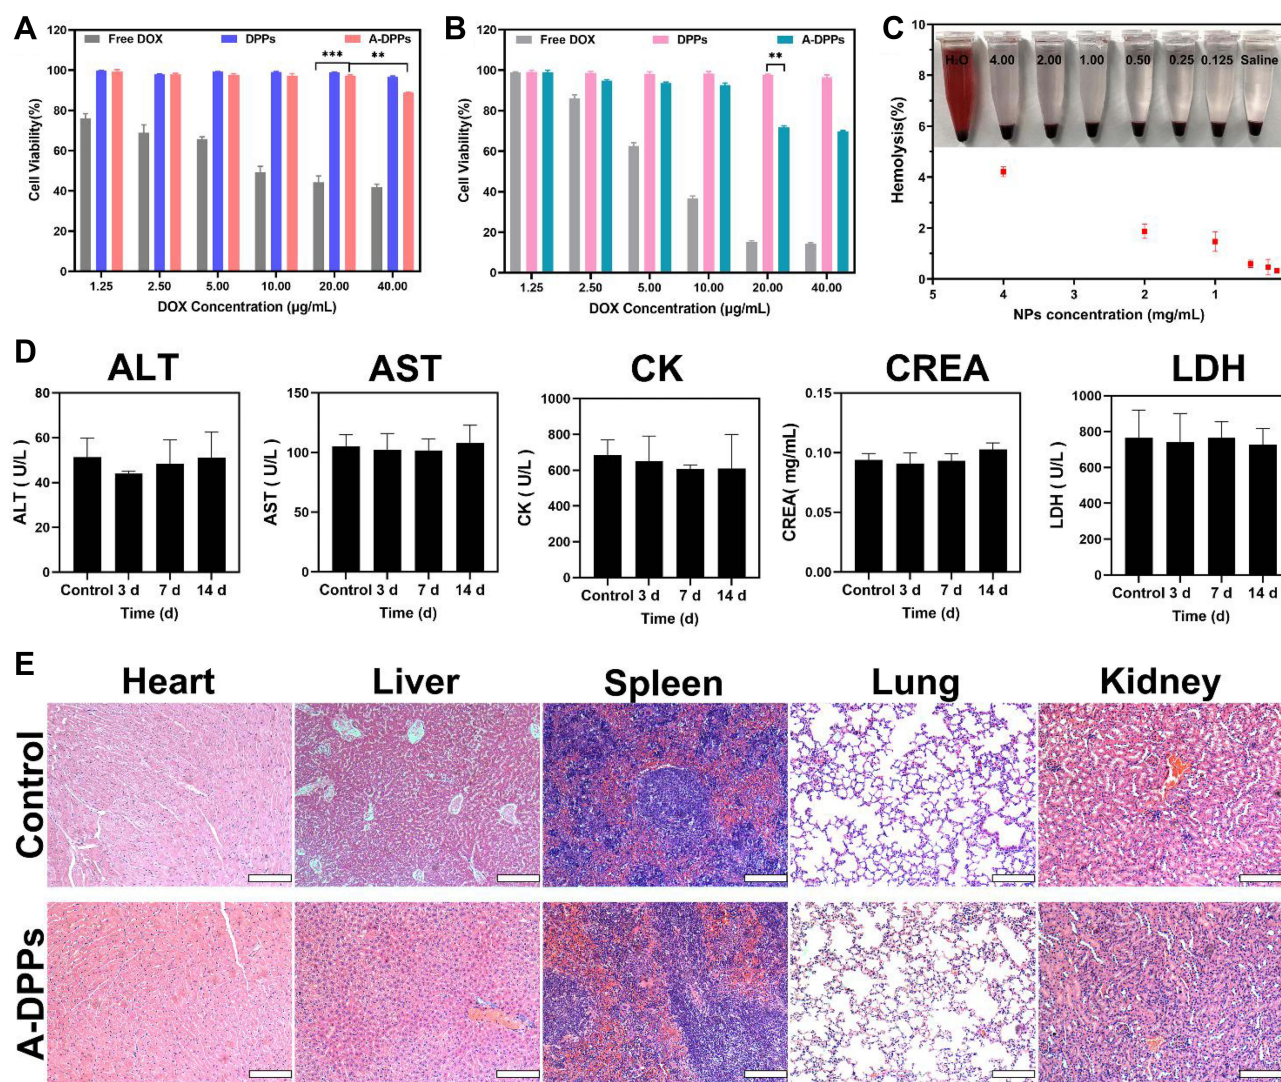 A
120
100
80
60
40
20
0
Cell Viability(%)
Free DOX DPPs A-DPPs
*** **
1.25 2.50 5.00 10.00 20.00 40.00
DOX Concentration (μg/mL)
B
120
100
80
60
40
20
0
Cell Viability(%)
Free DOX DPPs A-DPPs
**
1.25 2.50 5.00 10.00 20.00 40.00
DOX Concentration (μg/mL)
C
10
8
6
4
2
0
Hemolysis(%)
H₂O 4.00 2.00 1.00 0.50 0.25 0.125 Saline
5 4 3 2 1
NPs concentration (mg/mL)
D
ALT
80
60
40
20
0
ALT ( U/L )
Control 3 d 7 d 14 d
Time (d)
AST
150
100
50
0
AST ( U/L )
Control 3 d 7 d 14 d
Time (d)
CK
1000
800
600
400
200
0
CK ( U/L )
Control 3 d 7 d 14 d
Time (d)
CREA
0.15
0.10
0.05
0.00
CREA( mg/mL)
Control 3 d 7 d 14 d
Time (d)
LDH
1000
800
600
400
200
0
LDH ( U/L )
Control 3 d 7 d 14 d
Time (d)
E
Heart Liver Spleen Lung Kidney
Control
A-DPPs